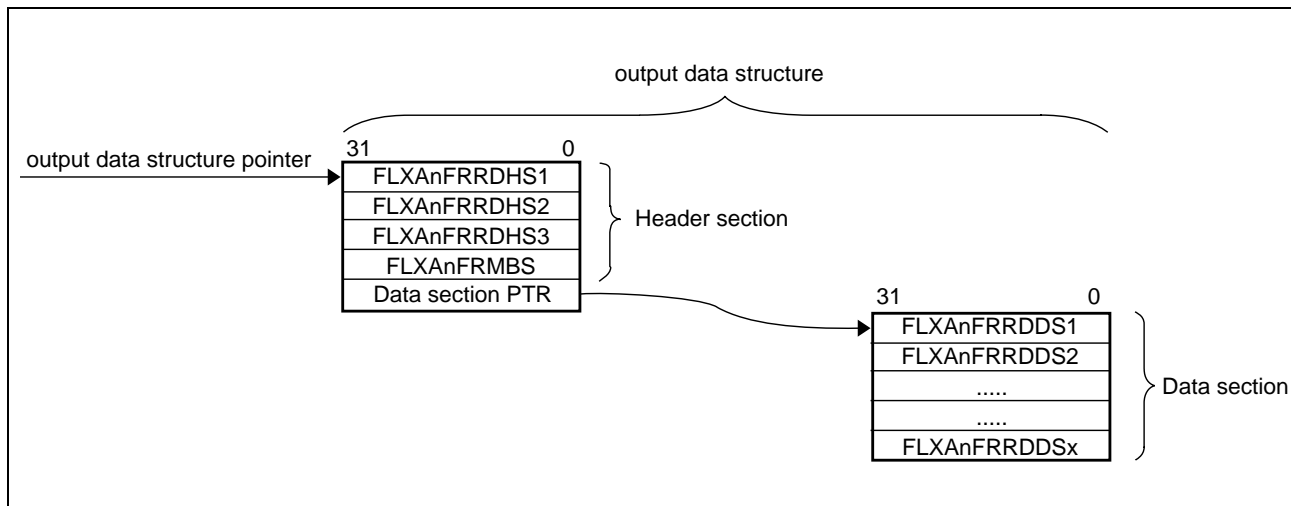 output data structure
output data structure pointer
31 0
FLXAnFRRDHS1
FLXAnFRRDHS2
FLXAnFRRDHS3
FLXAnFRMBS
Data section PTR
Header section
31 0
FLXAnFRRDDS1
FLXAnFRRDDS2
.....
.....
FLXAnFRRDDSx
Data section